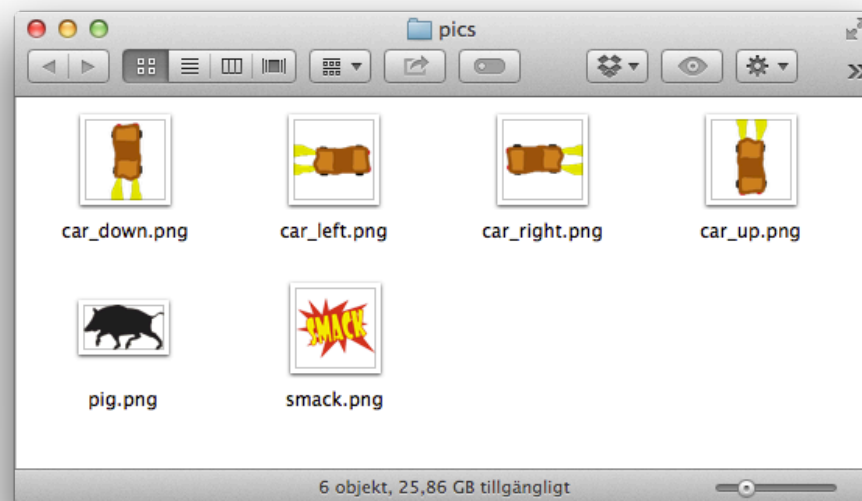 pics
car_down.png
car_left.png
car_right.png
car_up.png
SMACK
pig.png
smack.png
6 objekt, 25,86 GB tillgängligt